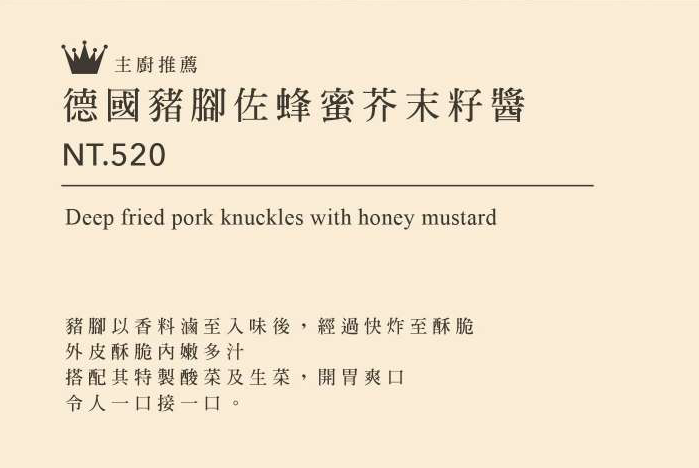 主廚推薦
德國豬腳佐蜂蜜芥末籽醬
NT.520
Deep fried pork knuckles with honey mustard
豬腳以香料滷至入味後，經過快炸至酥脆
外皮酥脆內嫩多汁
搭配其特製酸菜及生菜，開胃爽口
令人一口接一口。